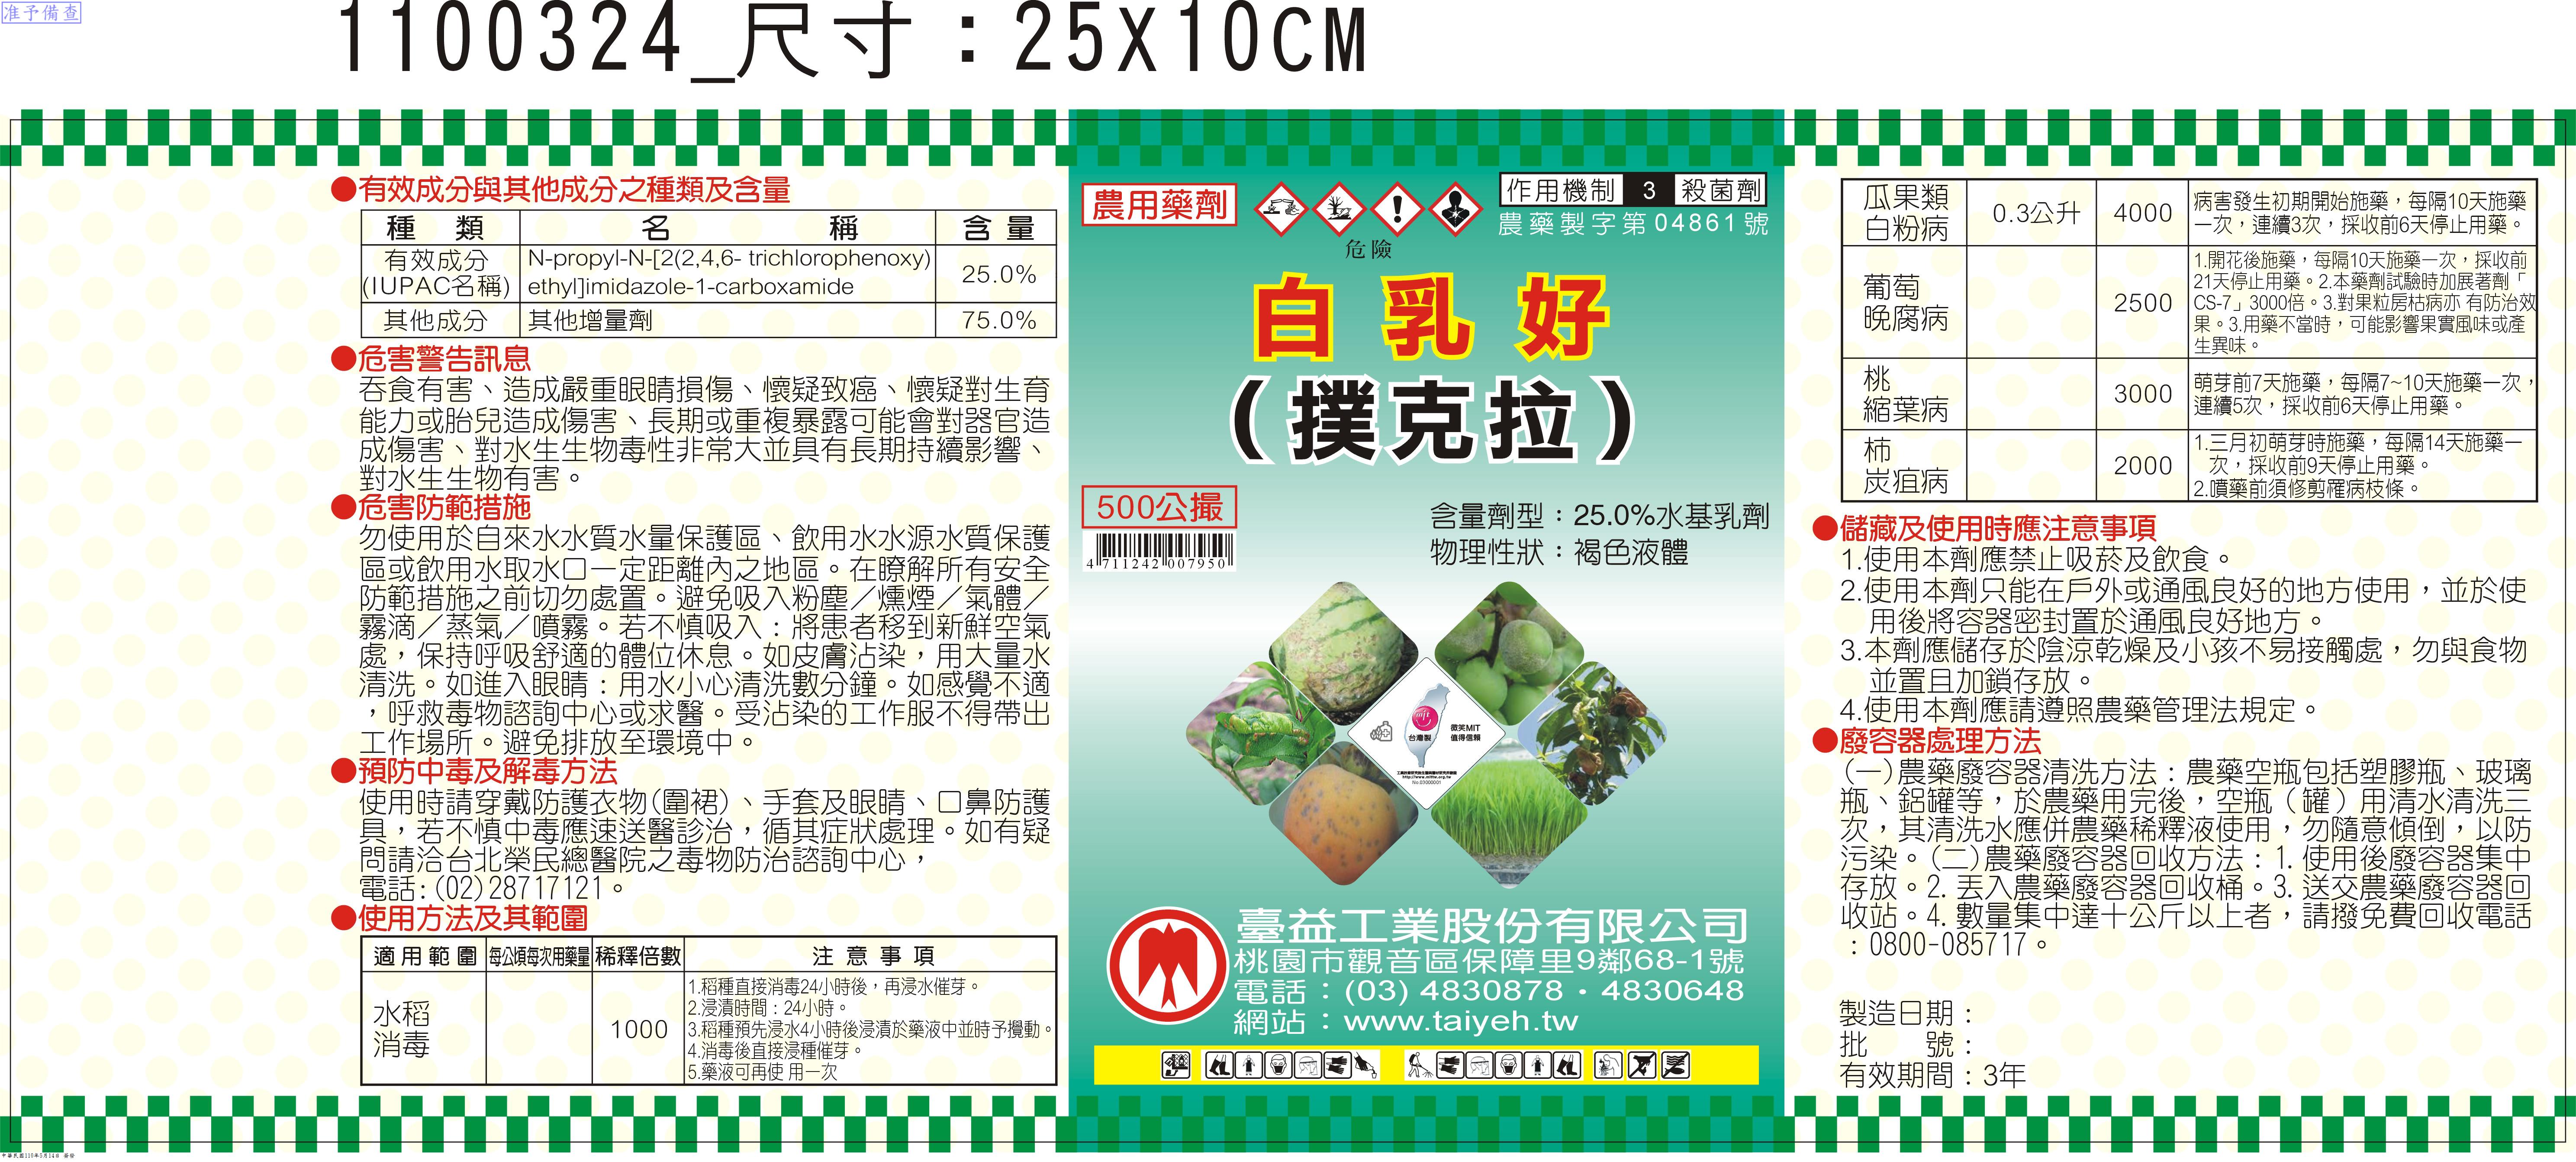 准予備查
1100324_尺寸：25X10CM
●有效成分與其他成分之種類及含量
種 類 名 稱 含 量
有效成分
(IUPAC名稱)
N-propyl-N-[2(2,4,6- trichlorophenoxy)
ethyl]imidazole-1-carboxamide
25.0%
其他成分 其他增量劑 75.0%
●危害警告訊息
吞食有害、造成嚴重眼睛損傷、懷疑致癌、懷疑對生育
能力或胎兒造成傷害、長期或重複暴露可能會對器官造
成傷害、對水生生物毒性非常大並具有長期持續影響、
對水生生物有害。
●危害防範措施
勿使用於自來水水質水量保護區、飲用水水源水質保護
區或飲用水取水口一定距離內之地區。在瞭解所有安全
防範措施之前切勿處置。避免吸入粉塵／燻煙／氣體／
霧滴／蒸氣／噴霧。若不慎吸入：將患者移到新鮮空氣
處，保持呼吸舒適的體位休息。如皮膚沾染，用大量水
清洗。如進入眼睛：用水小心清洗數分鐘。如感覺不適
，呼救毒物諮詢中心或求醫。受沾染的工作服不得帶出
工作場所。避免排放至環境中。
●預防中毒及解毒方法
使用時請穿戴防護衣物(圍裙)、手套及眼睛、口鼻防護
具，若不慎中毒應速送醫診治，循其症狀處理。如有疑
問請洽台北榮民總醫院之毒物防治諮詢中心，
電話:(02)28717121。
●使用方法及其範圍
適用範圍 每公頃每次用藥量 稀釋倍數 注 意 事 項
水稻
消毒
1000
1.稻種直接消毒24小時後，再浸水催芽。
2.浸漬時間：24小時。
3.稻種預先浸水4小時後浸漬於藥液中並時予攪動。
4.消毒後直接浸種催芽。
5.藥液可再使 用一次
農用藥劑
作用機制 3 殺菌劑
農藥製字第04861號
危險
白乳好
(撲克拉)
500公撮
4 711242 007950
含量劑型：25.0%水基乳劑
物理性狀：褐色液體
mit
台灣製
微笑MIT
值得信賴
臺益工業股份有限公司
桃園市觀音區保障里9鄰68-1號
電話：(03) 4830878・4830648
網站：www.taiyeh.tw
瓜果類
白粉病
0.3公升 4000
病害發生初期開始施藥，每隔10天施藥
一次，連續3次，採收前6天停止用藥。
葡萄
晚腐病
2500
1.開花後施藥，每隔10天施藥一次，採收前
21天停止用藥。2.本藥劑試驗時加展著劑「
CS-7」3000倍。3.對果粒房枯病亦 有防治效
果。3.用藥不當時，可能影響果實風味或產
生異味。
桃
縮葉病
3000
萌芽前7天施藥，每隔7~10天施藥一次，
連續5次，採收前6天停止用藥。
柿
炭疽病
2000
1.三月初萌芽時施藥，每隔14天施藥一
次，採收前9天停止用藥。
2.噴藥前須修剪罹病枝條。
●儲藏及使用時應注意事項
1.使用本劑應禁止吸菸及飲食。
2.使用本劑只能在戶外或通風良好的地方使用，並於使
用後將容器密封置於通風良好地方。
3.本劑應儲存於陰涼乾燥及小孩不易接觸處，勿與食物
並置且加鎖存放。
4.使用本劑應請遵照農藥管理法規定。
●廢容器處理方法
(一)農藥廢容器清洗方法：農藥空瓶包括塑膠瓶、玻璃
瓶、鋁罐等，於農藥用完後，空瓶（罐）用清水清洗三
次，其清洗水應併農藥稀釋液使用，勿隨意傾倒，以防
污染。(二)農藥廢容器回收方法：1. 使用後廢容器集中
存放。2. 丟入農藥廢容器回收桶。3. 送交農藥廢容器回
收站。4. 數量集中達十公斤以上者，請撥免費回收電話
：0800-085717。
製造日期：
批 號：
有效期間：3年